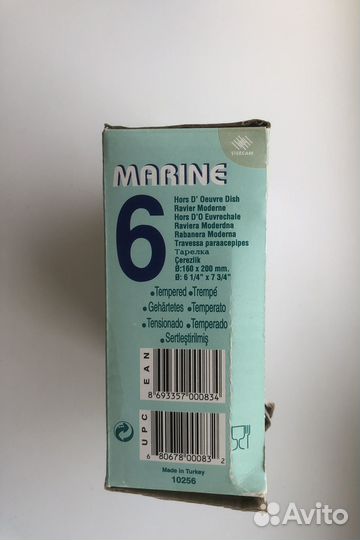 SISECAM
MARINE
6
Hors D' Oeuvre Dish
Ravier Moderne
Hors D'O Euvrechale
Raviera Moderdna
Rabanera Moderna
Travessa paraacepipes
Тарелка
Çerezlik
B:160 x 200 mm.
Ø: 6 1/4" x 7 3/4"
•Tempered •Trempé
•Gehärtetes •Temperato
•Tensionado •Temperado
•Sertleştirilmiş
EAN
8 693357 000834
UPC
6 80678 00083 2
Made in Turkey
10256
Avito